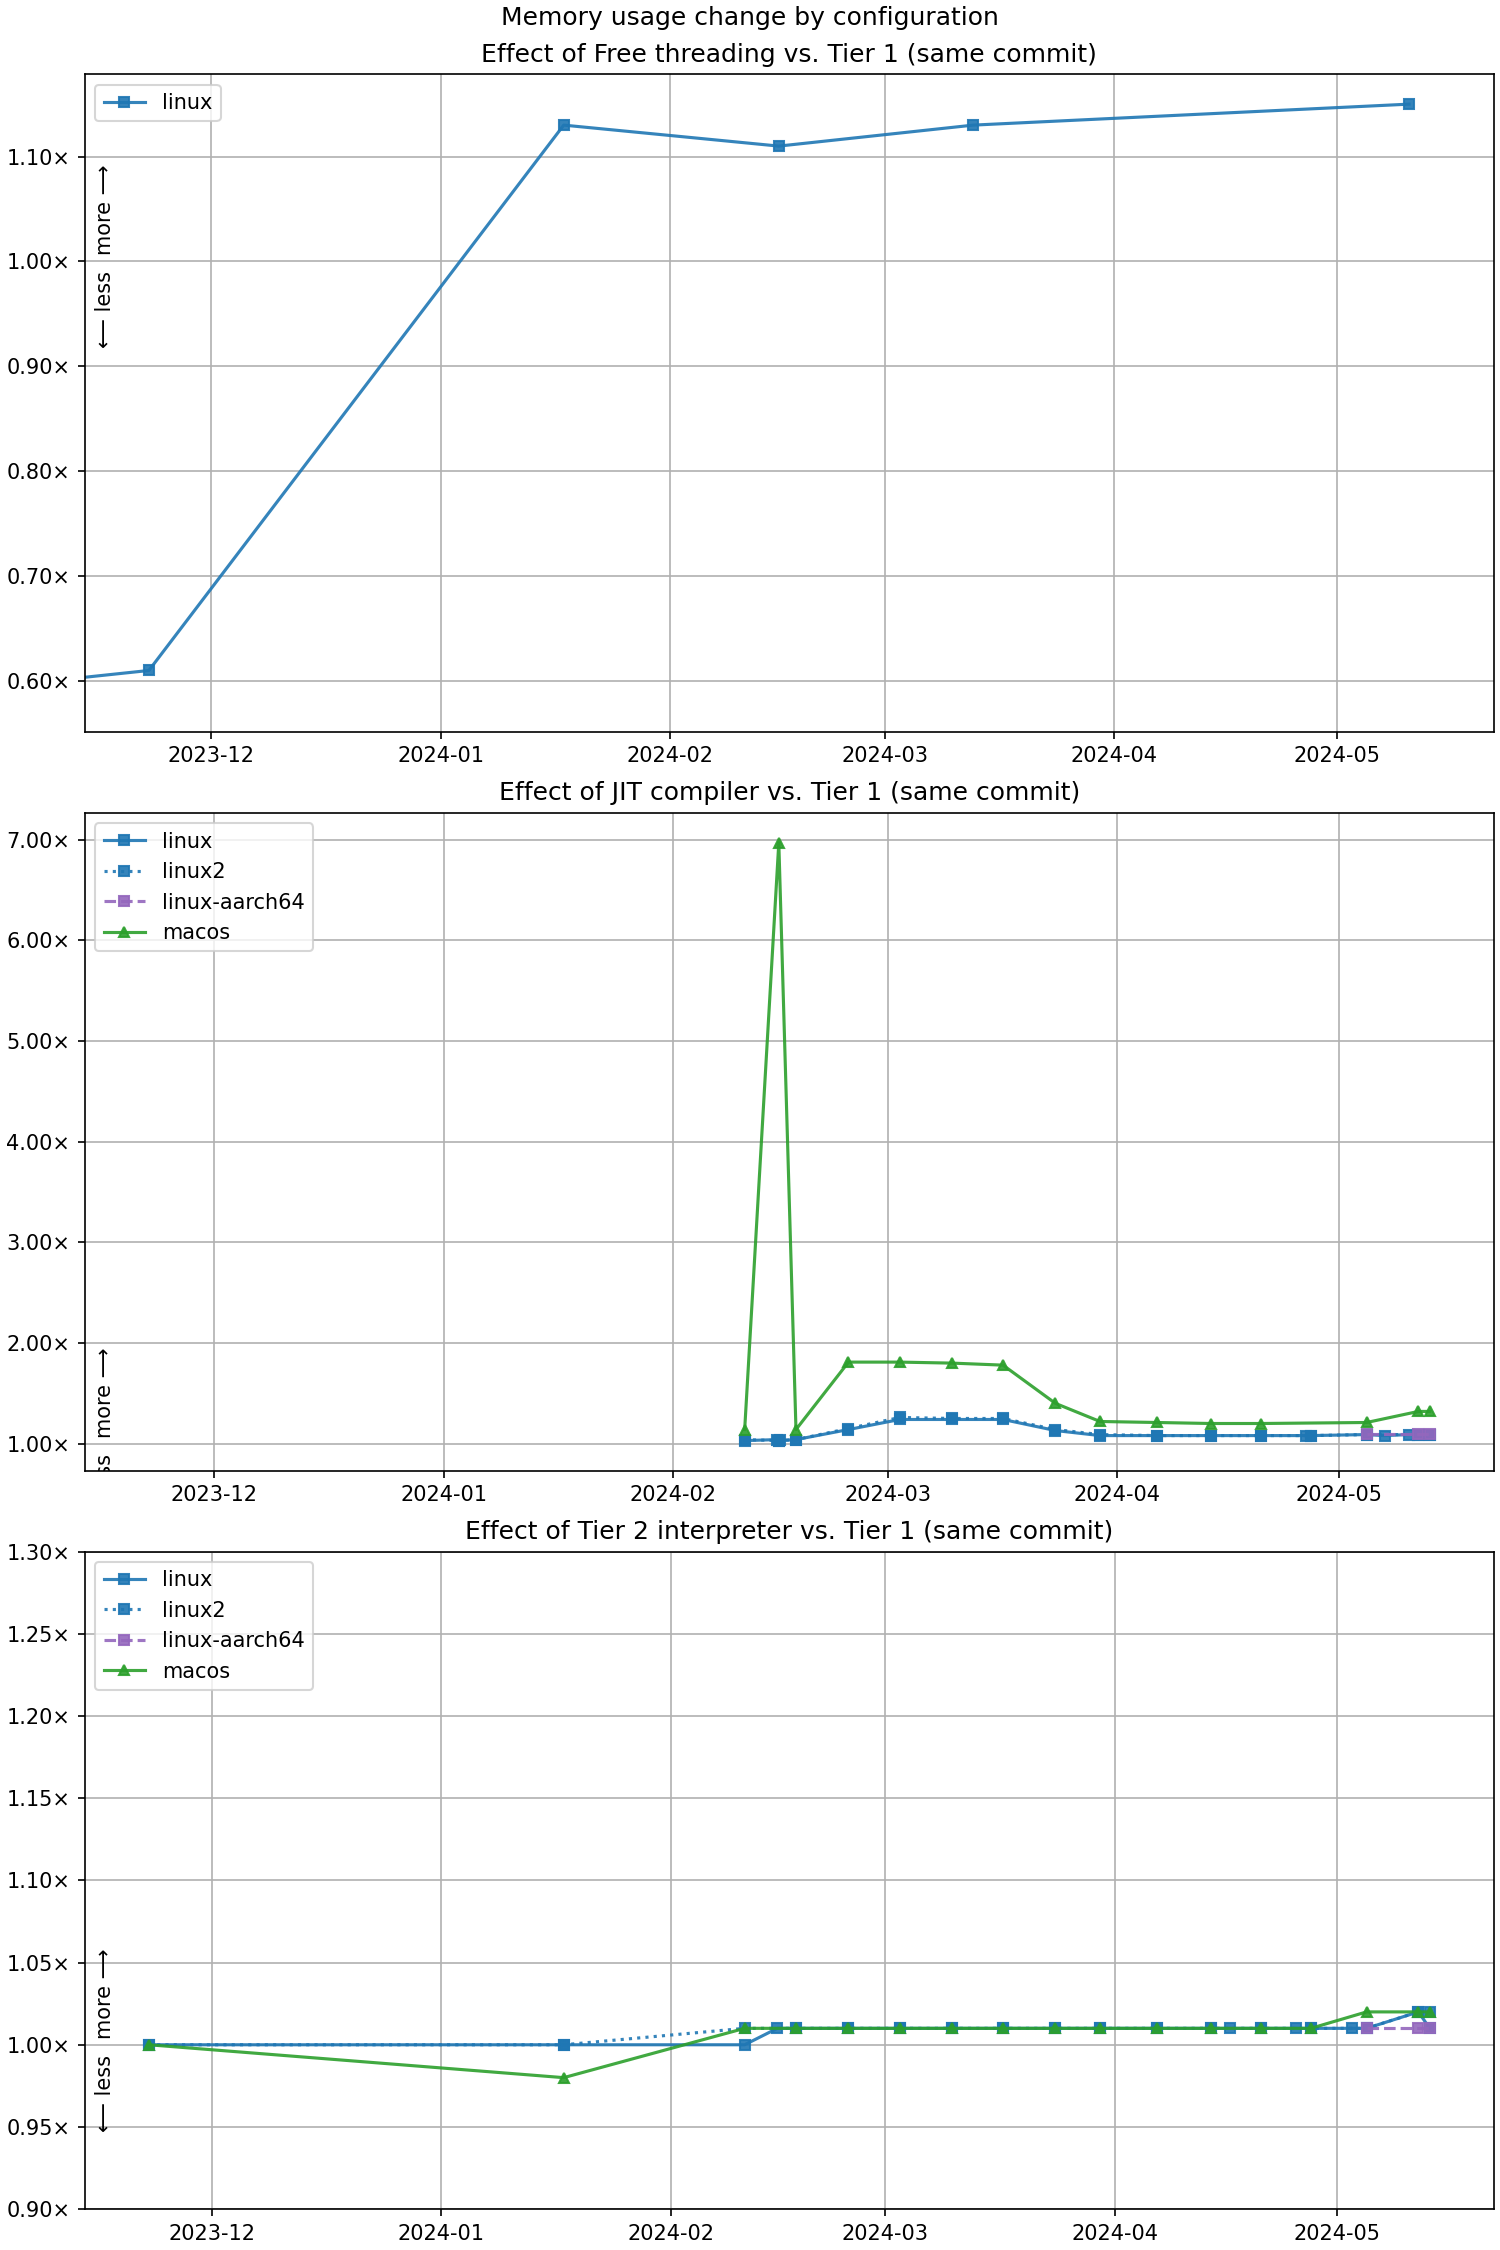 Memory usage change by configuration
Effect of Free threading vs. Tier 1 (same commit)
linux
1.10×
1.00×
0.90×
0.80×
0.70×
0.60×
⟵ less more ⟶
2023-12 2024-01 2024-02 2024-03 2024-04 2024-05
Effect of JIT compiler vs. Tier 1 (same commit)
linux
linux2
linux-aarch64
macos
7.00×
6.00×
5.00×
4.00×
3.00×
2.00×
1.00×
ss more ⟶
2023-12 2024-01 2024-02 2024-03 2024-04 2024-05
Effect of Tier 2 interpreter vs. Tier 1 (same commit)
linux
linux2
linux-aarch64
macos
1.30×
1.25×
1.20×
1.15×
1.10×
1.05×
1.00×
0.95×
0.90×
⟵ less more ⟶
2023-12 2024-01 2024-02 2024-03 2024-04 2024-05